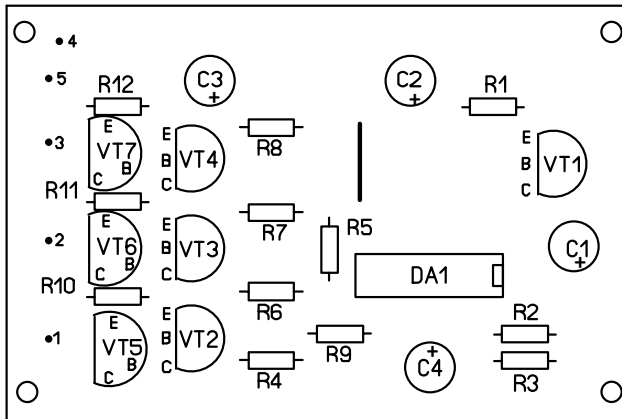 4
5
R12
C3
+
C2
+
R1
3
E
VT7
B
C
E
B
VT4
C
R8
E
B
VT1
C
R11
2
E
VT6
B
C
E
B
VT3
C
R7
R5
C1
+
R10
DA1
R6
1
E
VT5
B
C
E
B
VT2
C
R4
R9
+
C4
R2
R3